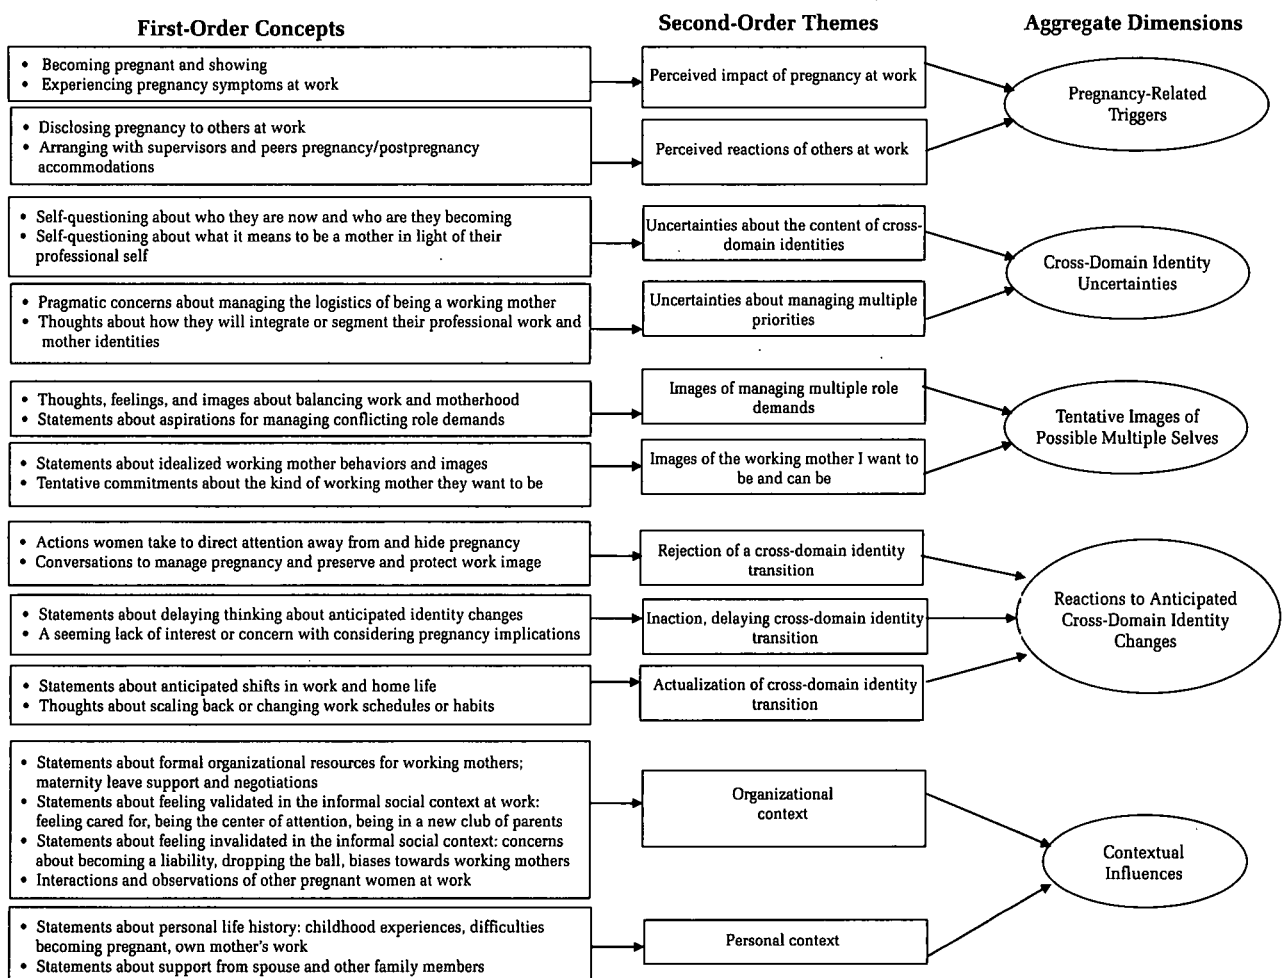 First-Order Concepts
Second-Order Themes
Aggregate Dimensions
• Becoming pregnant and showing
• Experiencing pregnancy symptoms at work
Perceived impact of pregnancy at work
• Disclosing pregnancy to others at work
• Arranging with supervisors and peers pregnancy/postpregnancy
accommodations
Perceived reactions of others at work
Pregnancy-Related
Triggers
• Self-questioning about who they are now and who are they becoming
• Self-questioning about what it means to be a mother in light of their
professional self
Uncertainties about the content of cross-
domain identities
• Pragmatic concerns about managing the logistics of being a working mother
• Thoughts about how they will integrate or segment their professional work and
mother identities
Uncertainties about managing multiple
priorities
Cross-Domain Identity
Uncertainties
• Thoughts, feelings, and images about balancing work and motherhood
• Statements about aspirations for managing conflicting role demands
Images of managing multiple role
demands
• Statements about idealized working mother behaviors and images
• Tentative commitments about the kind of working mother they want to be
Images of the working mother I want to
be and can be
Tentative Images of
Possible Multiple Selves
• Actions women take to direct attention away from and hide pregnancy
• Conversations to manage pregnancy and preserve and protect work image
Rejection of a cross-domain identity
transition
• Statements about delaying thinking about anticipated identity changes
• A seeming lack of interest or concern with considering pregnancy implications
Inaction, delaying cross-domain identity
transition
• Statements about anticipated shifts in work and home life
• Thoughts about scaling back or changing work schedules or habits
Actualization of cross-domain identity
transition
Reactions to Anticipated
Cross-Domain Identity
Changes
• Statements about formal organizational resources for working mothers;
maternity leave support and negotiations
• Statements about feeling validated in the informal social context at work:
feeling cared for, being the center of attention, being in a new club of parents
• Statements about feeling invalidated in the informal social context: concerns
about becoming a liability, dropping the ball, biases towards working mothers
• Interactions and observations of other pregnant women at work
Organizational
context
• Statements about personal life history: childhood experiences, difficulties
becoming pregnant, own mother's work
• Statements about support from spouse and other family members
Personal context
Contextual
Influences